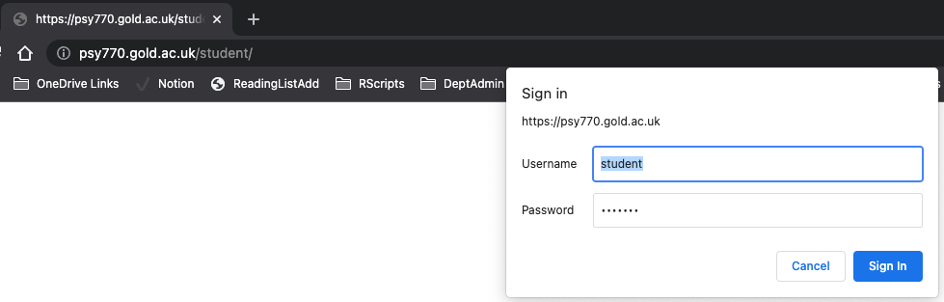 https://psy770.gold.ac.uk/stude
psy770.gold.ac.uk/student/
OneDrive Links Notion ReadingListAdd RScripts DeptAdmin
Sign in
https://psy770.gold.ac.uk
Username student
Password •••••••
Cancel Sign In